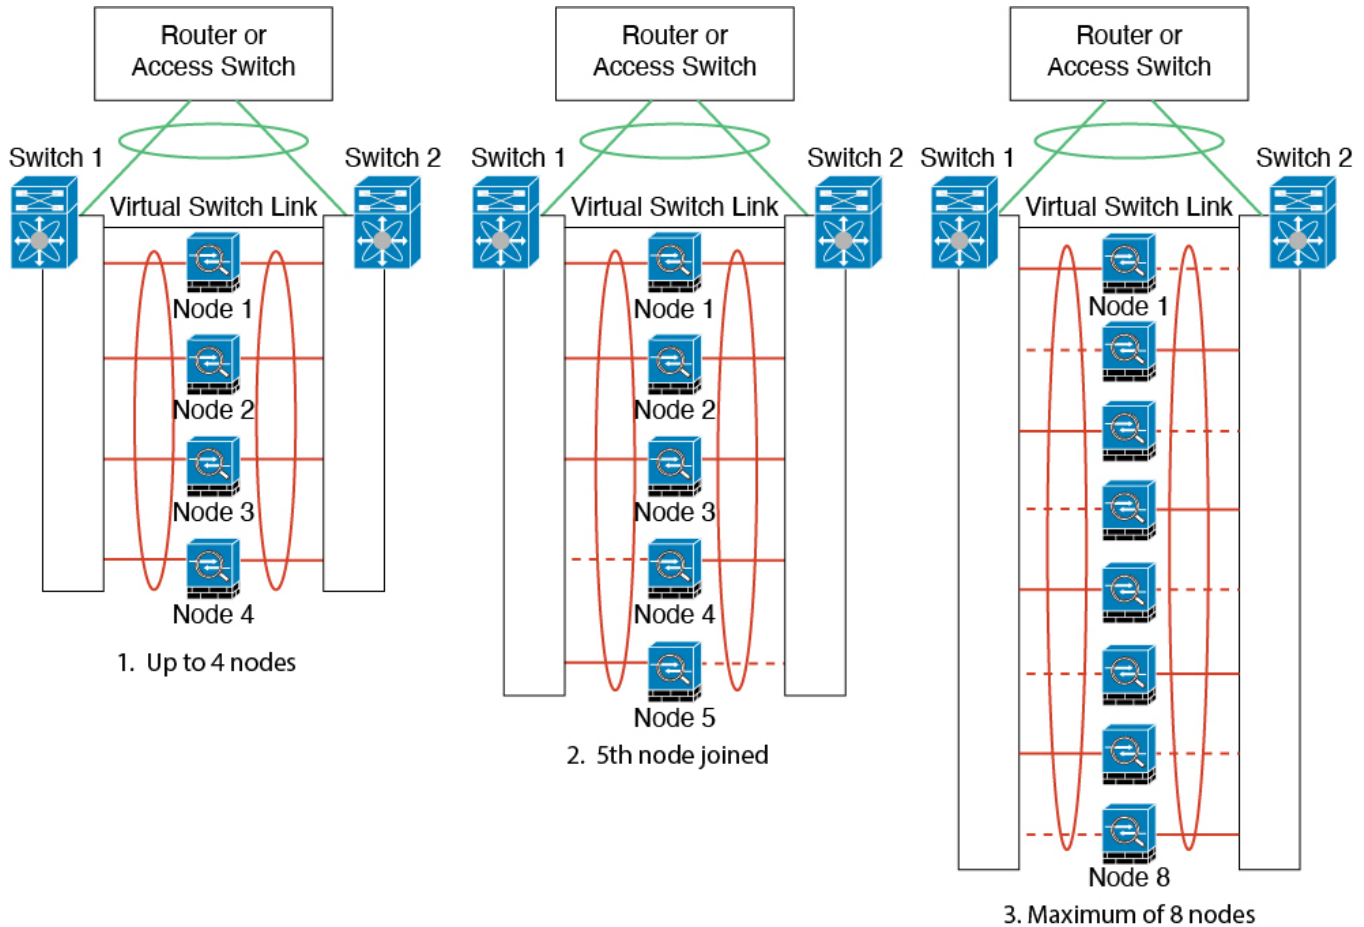 Router or
Access Switch
Switch 1
Switch 2
Virtual Switch Link
Node 1
Node 2
Node 3
Node 4
1. Up to 4 nodes
Router or
Access Switch
Switch 1
Switch 2
Virtual Switch Link
Node 1
Node 2
Node 3
Node 4
Node 5
2. 5th node joined
Router or
Access Switch
Switch 1
Switch 2
Virtual Switch Link
Node 1
Node 8
3. Maximum of 8 nodes